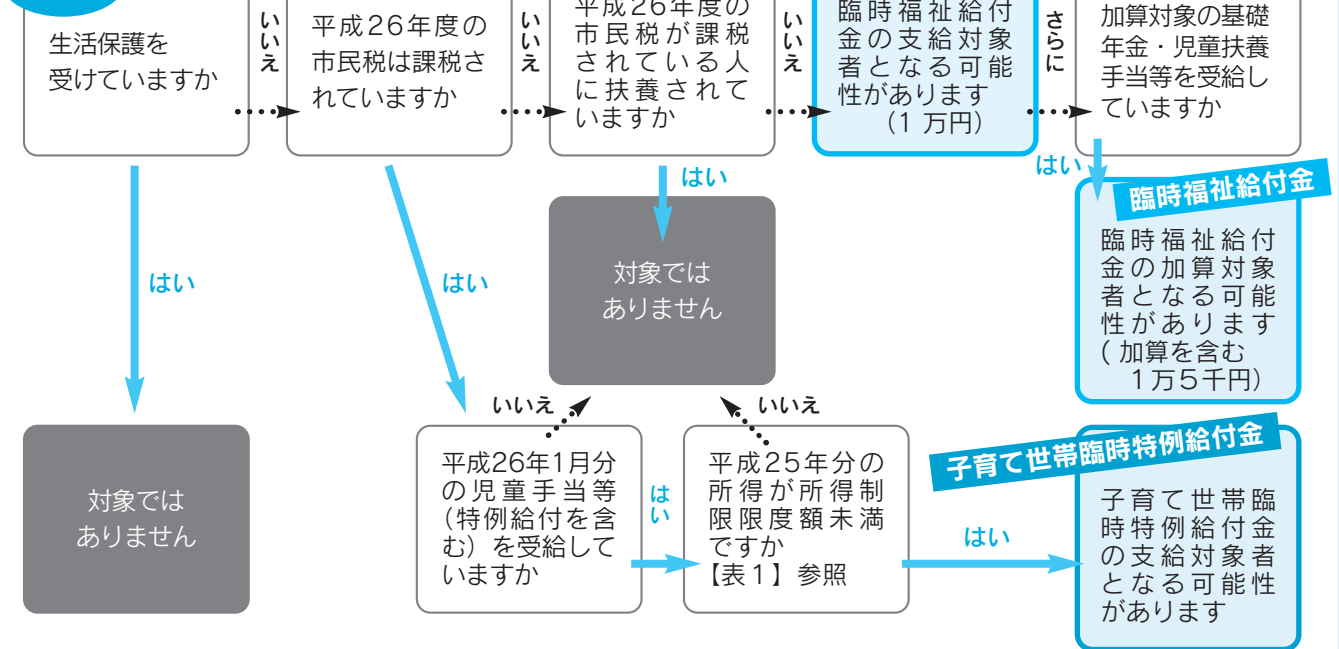 生活保護を
受けていますか
いいえ
平成26年度の
市民税は課税さ
れていますか
いいえ
平成26年度の
市民税が課税
されている人
に扶養されて
いますか
いいえ
臨時福祉給付
金の支給対象
者となる可能
性があります
（1 万円）
さらに
加算対象の基礎
年金・児童扶養
手当等を受給し
ていますか
はい
はい
臨時福祉給付金
臨時福祉給付
金の加算対象
者となる可能
性があります
( 加算を含む
1万5千円）
はい
はい
対象では
ありません
いいえ
いいえ
対象では
ありません
平成26年1月分
の児童手当等
（特例給付を含
む）を受給して
いますか
はい
平成25年分の
所得が所得制
限限度額未満
ですか
【表１】参照
はい
子育て世帯臨時特例給付金
子育て世帯臨
時特例給付金
の支給対象者
となる可能性
があります